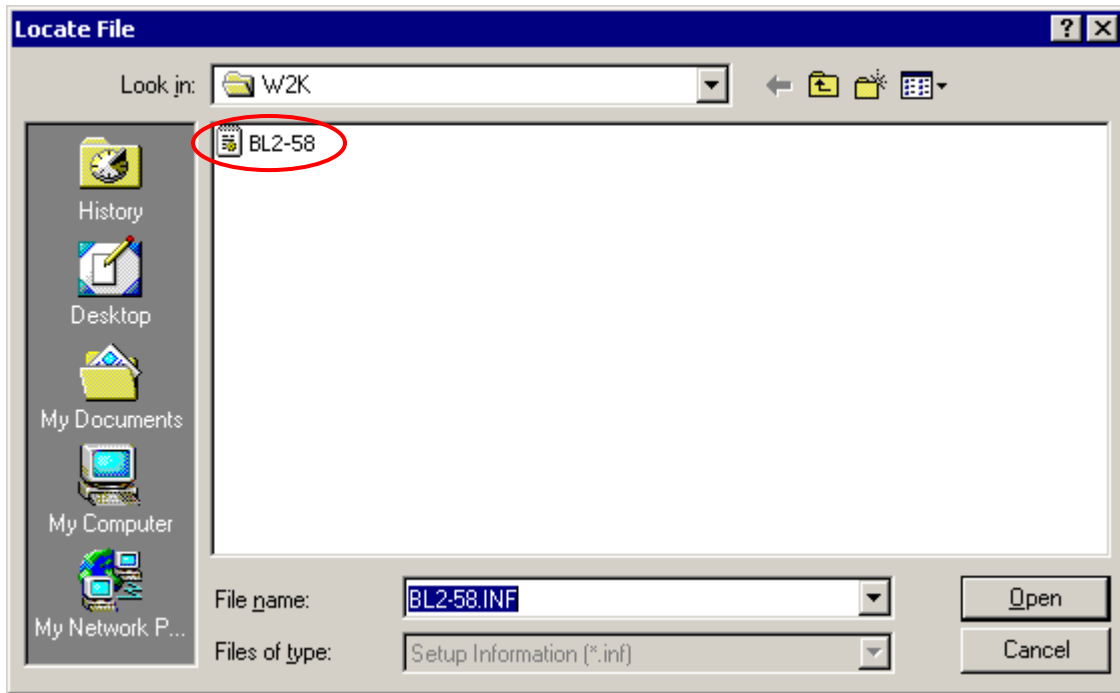 Locate File
Look in:
W2K
BL2-58
History
Desktop
My Documents
My Computer
My Network P...
File name:
BL2-58.INF
Open
Files of type:
Setup Information (*.inf)
Cancel